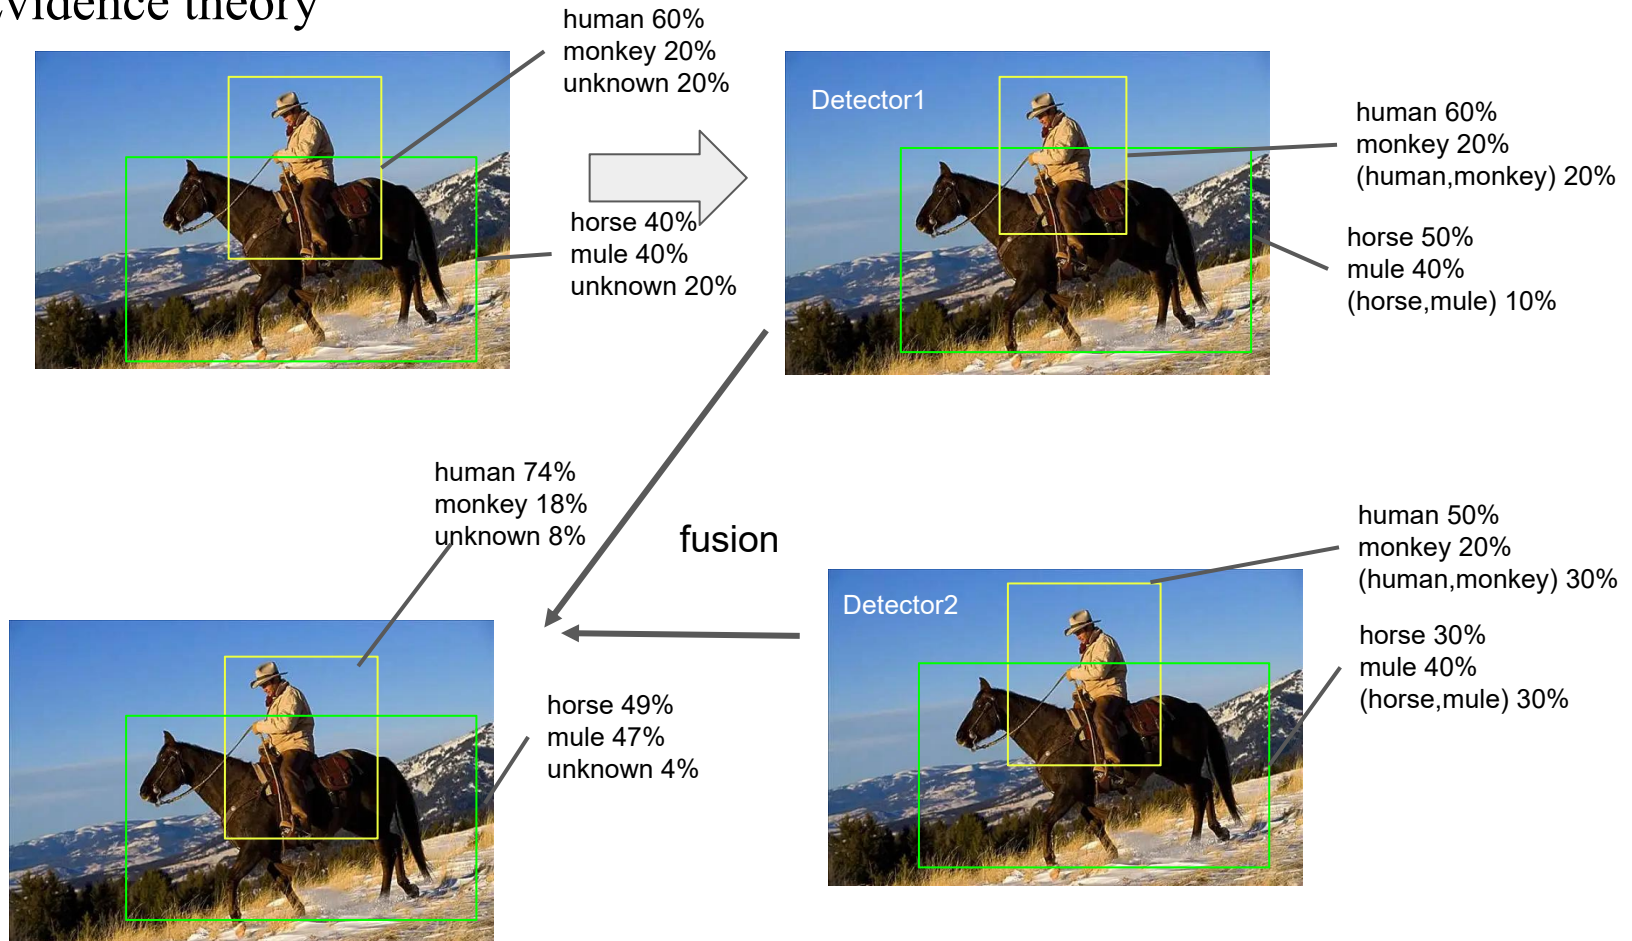 evidence theory
human 60%
monkey 20%
unknown 20%
horse 40%
mule 40%
unknown 20%
Detector1
human 60%
monkey 20%
(human,monkey) 20%
horse 50%
mule 40%
(horse,mule) 10%
human 74%
monkey 18%
unknown 8%
fusion
horse 49%
mule 47%
unknown 4%
Detector2
human 50%
monkey 20%
(human,monkey) 30%
horse 30%
mule 40%
(horse,mule) 30%